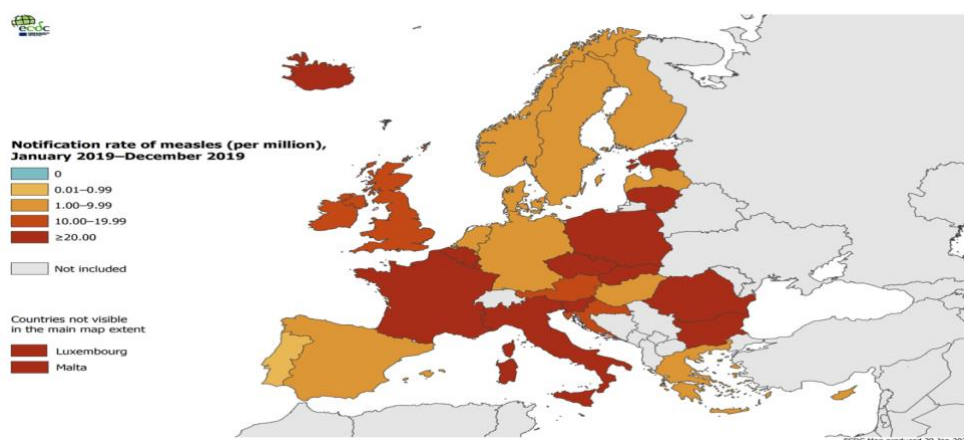 ecdc
Notification rate of measles (per million),
January 2019–December 2019
0
0.01–0.99
1.00–9.99
10.00–19.99
≥20.00
Not included
Countries not visible
in the main map extent
Luxembourg
Malta